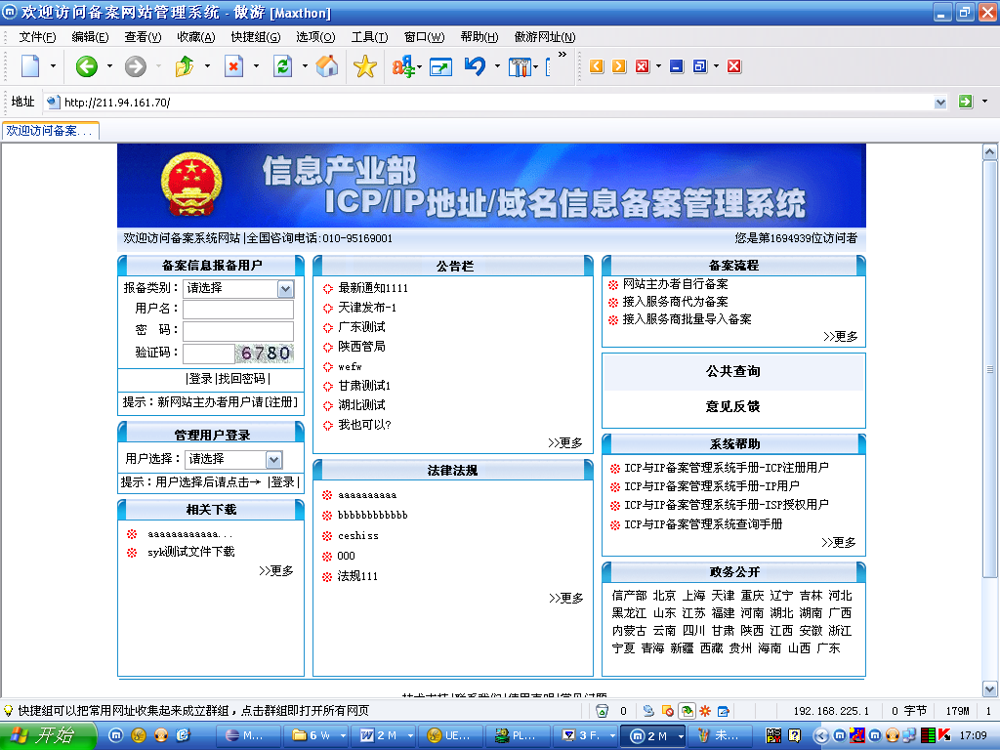 欢迎访问备案网站管理系统 - 傲游 [Maxthon]
文件(F) 编辑(E) 查看(V) 收藏(A) 快捷组(G) 选项(O) 工具(T) 窗口(W) 帮助(H) 傲游网址(N)
地址 http://211.94.161.70/
欢迎访问备案...
信息产业部
ICP/IP地址/域名信息备案管理系统
欢迎访问备案系统网站|全国咨询电话:010-95169001 您是第1694939位访问者
备案信息报备用户
报备类别： 请选择
用户名：
密 码：
验证码： 6780
|登录|找回密码|
提示：新网站主办者用户请[注册]
管理用户登录
用户选择： 请选择
提示：用户选择后请点击→ |登录|
相关下载
aaaaaaaaaaaa...
syk测试文件下载
>>更多
公告栏
最新通知1111
天津发布-1
广东测试
陕西管局
wefw
甘肃测试1
湖北测试
我也可以?
>>更多
法律法规
aaaaaaaaaa
bbbbbbbbbbbb
ceshiss
000
法规111
>>更多
备案流程
网站主办者自行备案
接入服务商代为备案
接入服务商批量导入备案
>>更多
公共查询
意见反馈
系统帮助
ICP与IP备案管理系统手册-ICP注册用户
ICP与IP备案管理系统手册-IP用户
ICP与IP备案管理系统手册-ISP授权用户
ICP与IP备案管理系统查询手册
>>更多
政务公开
信产部 北京 上海 天津 重庆 辽宁 吉林 河北
黑龙江 山东 江苏 福建 河南 湖北 湖南 广西
内蒙古 云南 四川 甘肃 陕西 江西 安徽 浙江
宁夏 青海 新疆 西藏 贵州 海南 山西 广东
技术支持|联系我们|使用声明|常见问题
快捷组可以把常用网址收集起来成立群组，点击群组即打开所有网页 0 192.168.225.1 0 字节 179M 1
开始 M... 6 W 2 M UE... PL... 3 F. 2 M 未... 17:09